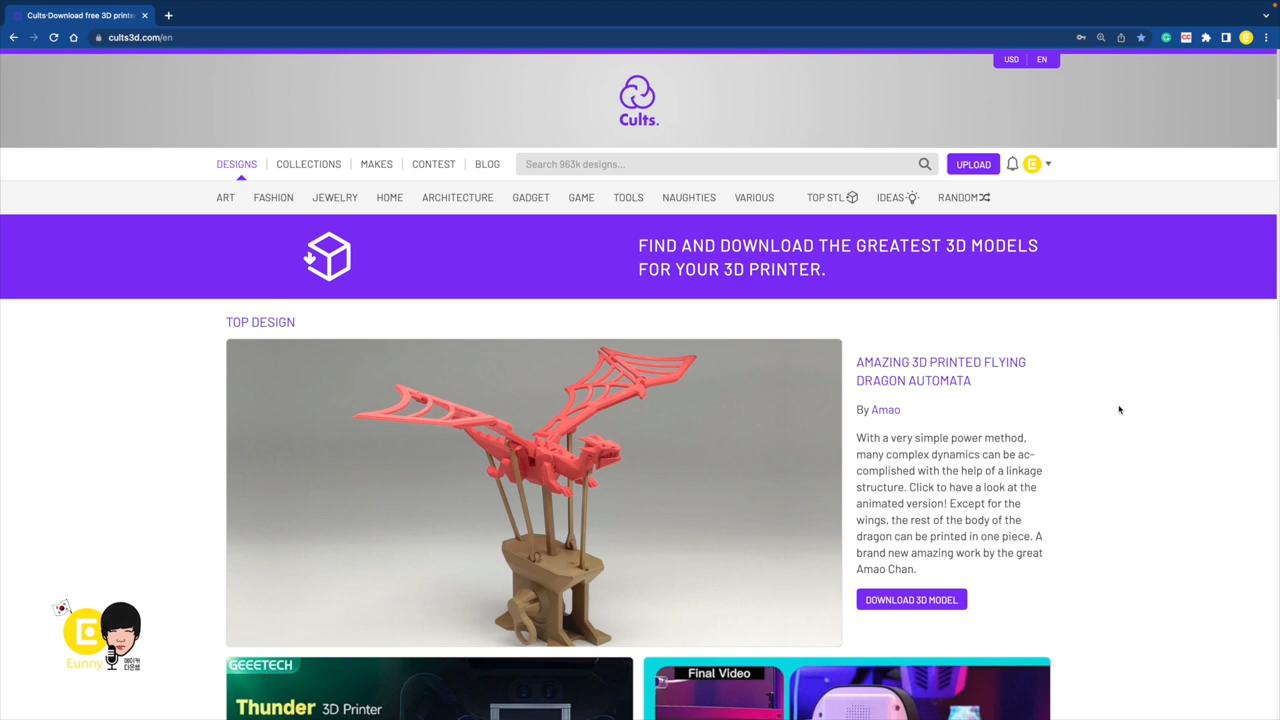 Cults·Download free 3D printe
cults3d.com/en
USD EN
Cults.
DESIGNS COLLECTIONS MAKES CONTEST BLOG Search 963k designs... UPLOAD
ART FASHION JEWELRY HOME ARCHITECTURE GADGET GAME TOOLS NAUGHTIES VARIOUS TOP STL IDEAS RANDOM
FIND AND DOWNLOAD THE GREATEST 3D MODELS
FOR YOUR 3D PRINTER.
TOP DESIGN
AMAZING 3D PRINTED FLYING
DRAGON AUTOMATA
By Amao
With a very simple power method,
many complex dynamics can be ac-
complished with the help of a linkage
structure. Click to have a look at the
animated version! Except for the
wings, the rest of the body of the
dragon can be printed in one piece. A
brand new amazing work by the great
Amao Chan.
DOWNLOAD 3D MODEL
Eunny
메이커
다은쌤
GEEETECH
Thunder 3D Printer
Final Video